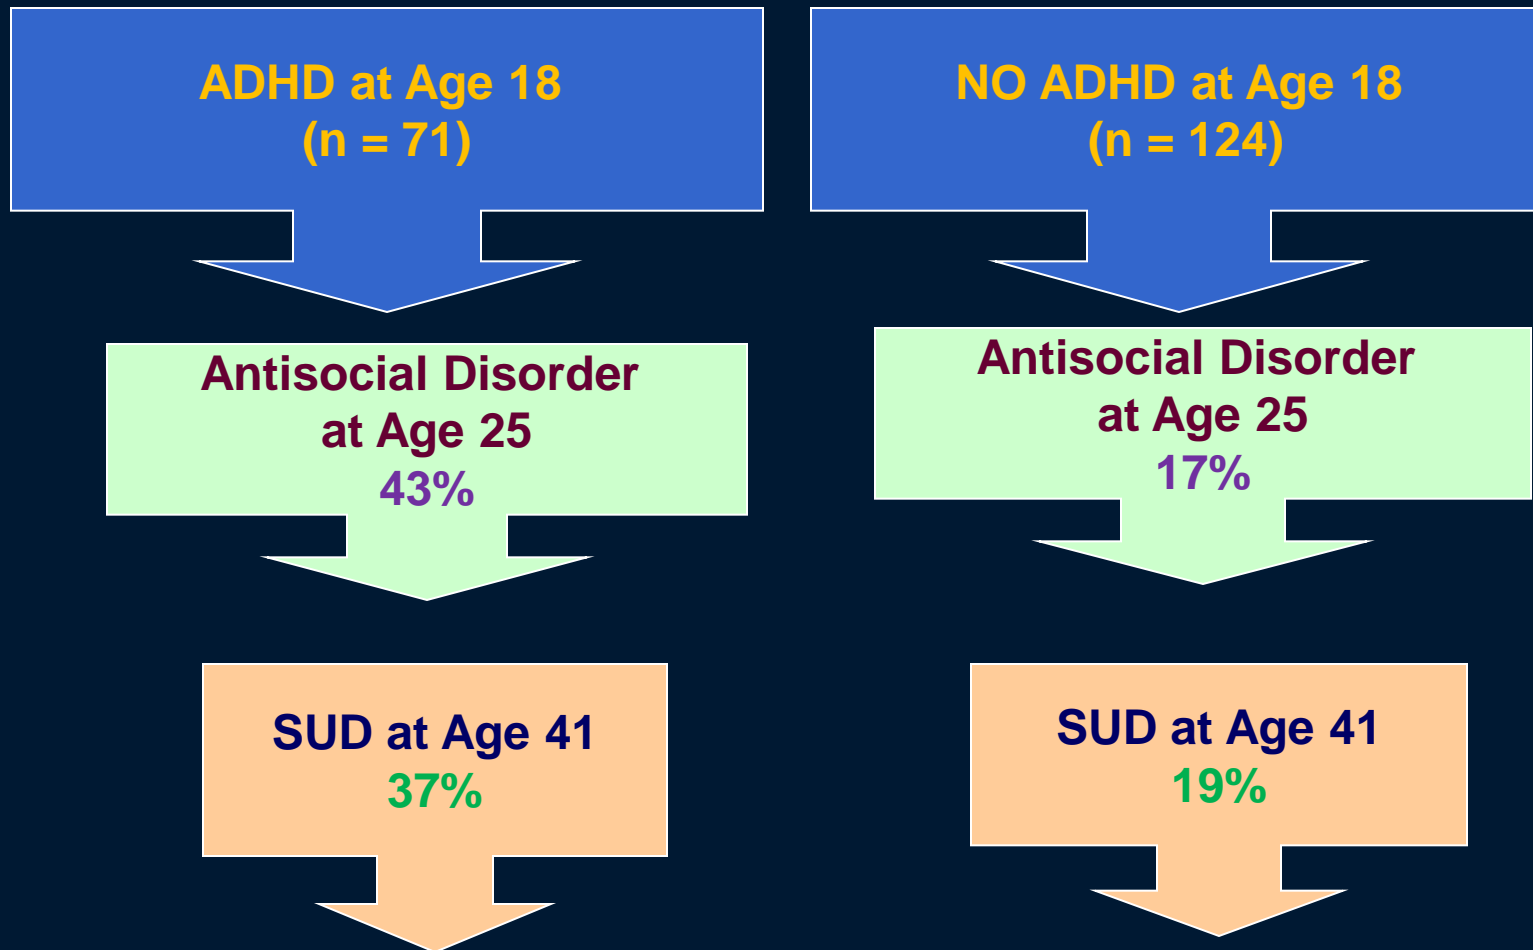 ADHD at Age 18
(n = 71)
NO ADHD at Age 18
(n = 124)
Antisocial Disorder
at Age 25
43%
Antisocial Disorder
at Age 25
17%
SUD at Age 41
37%
SUD at Age 41
19%